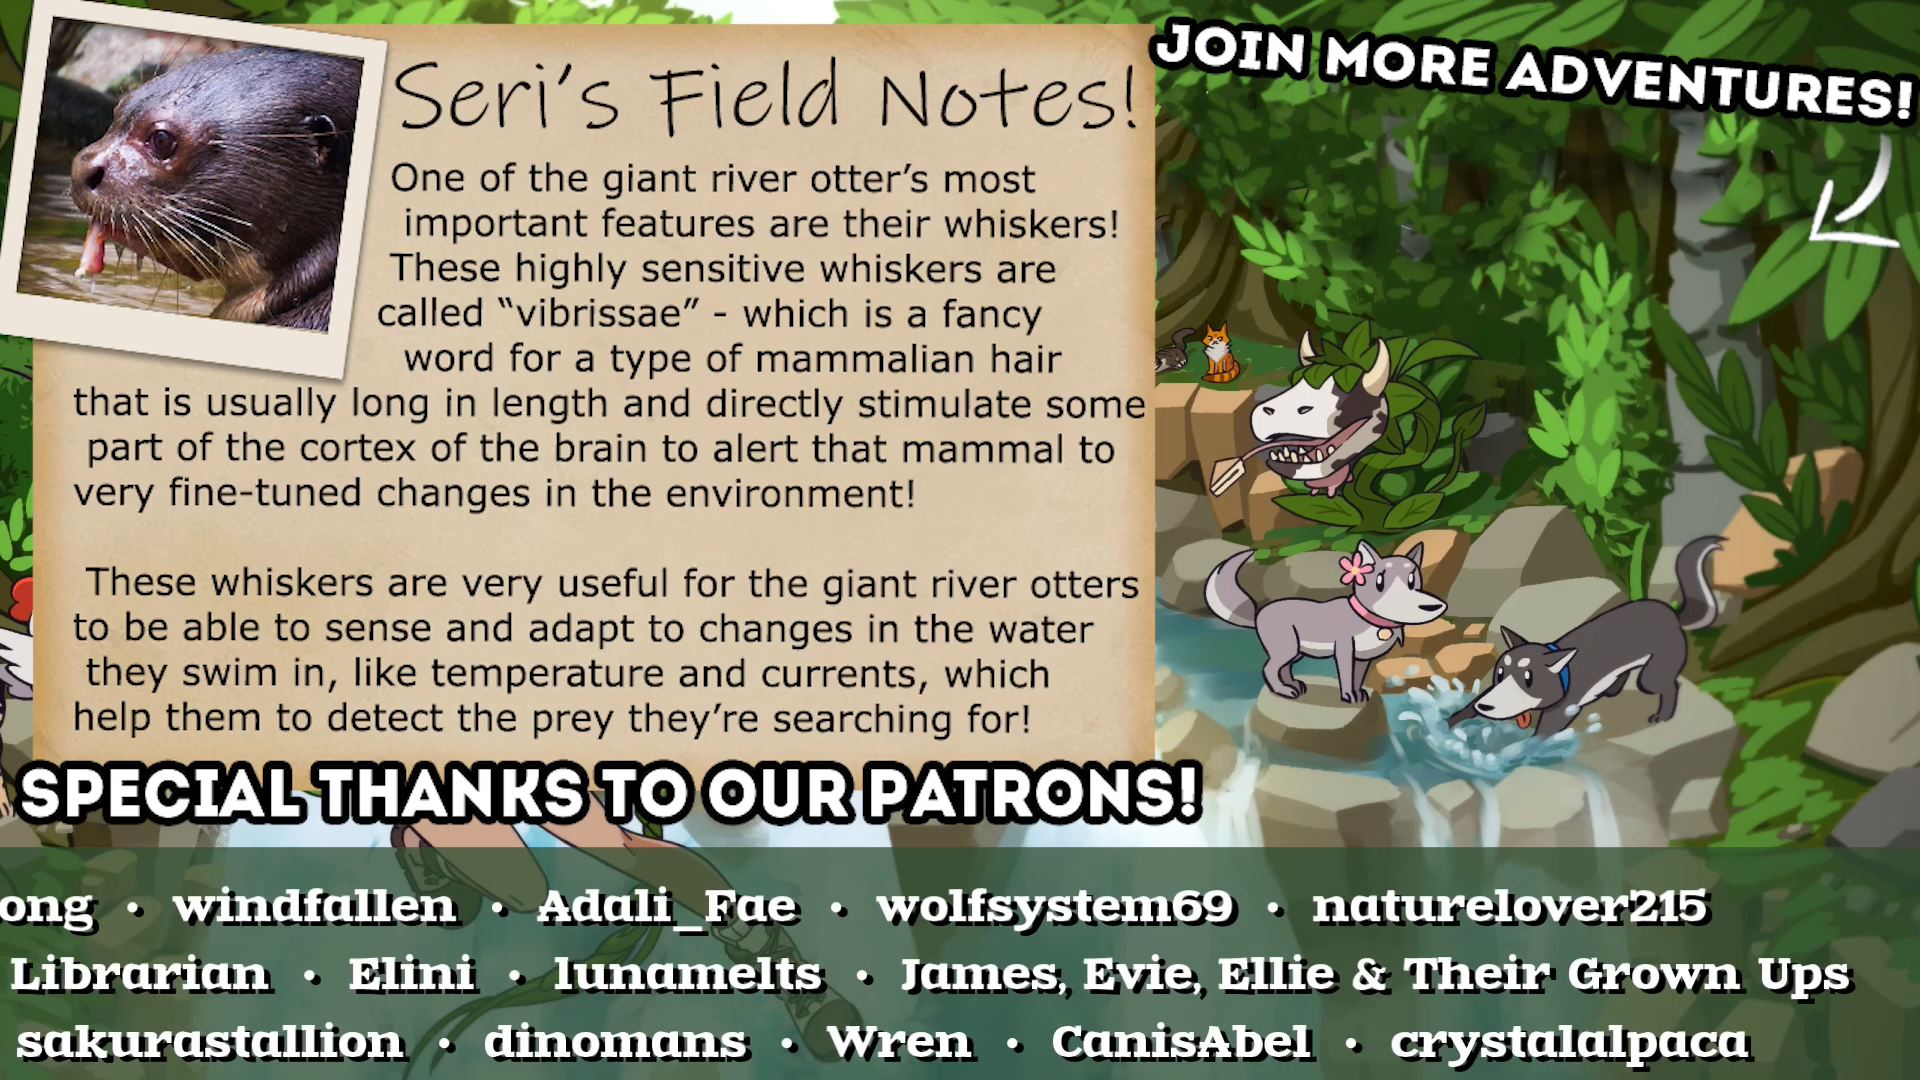 Seri's Field Notes!
JOIN MORE ADVENTURES!
One of the giant river otter’s most
important features are their whiskers!
These highly sensitive whiskers are
called “vibrissae” - which is a fancy
word for a type of mammalian hair
that is usually long in length and directly stimulate some
part of the cortex of the brain to alert that mammal to
very fine-tuned changes in the environment!
These whiskers are very useful for the giant river otters
to be able to sense and adapt to changes in the water
they swim in, like temperature and currents, which
help them to detect the prey they’re searching for!
SPECIAL THANKS TO OUR PATRONS!
ong • windfallen • Adali_Fae • wolfsystem69 • naturelover215
Librarian • Elini • lunamelts • James, Evie, Ellie & Their Grown Ups
sakurastallion • dinomans • Wren • CanisAbel • crystalalpaca